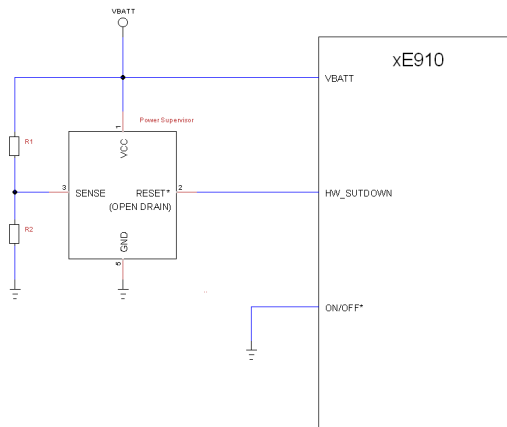 VBATT
xE910
VBATT
Power Supervisor
R1
1
VCC
3
SENSE
RESET*
2
(OPEN DRAIN)
HW_SUTDOWN
R2
GND
5
ON/OFF*